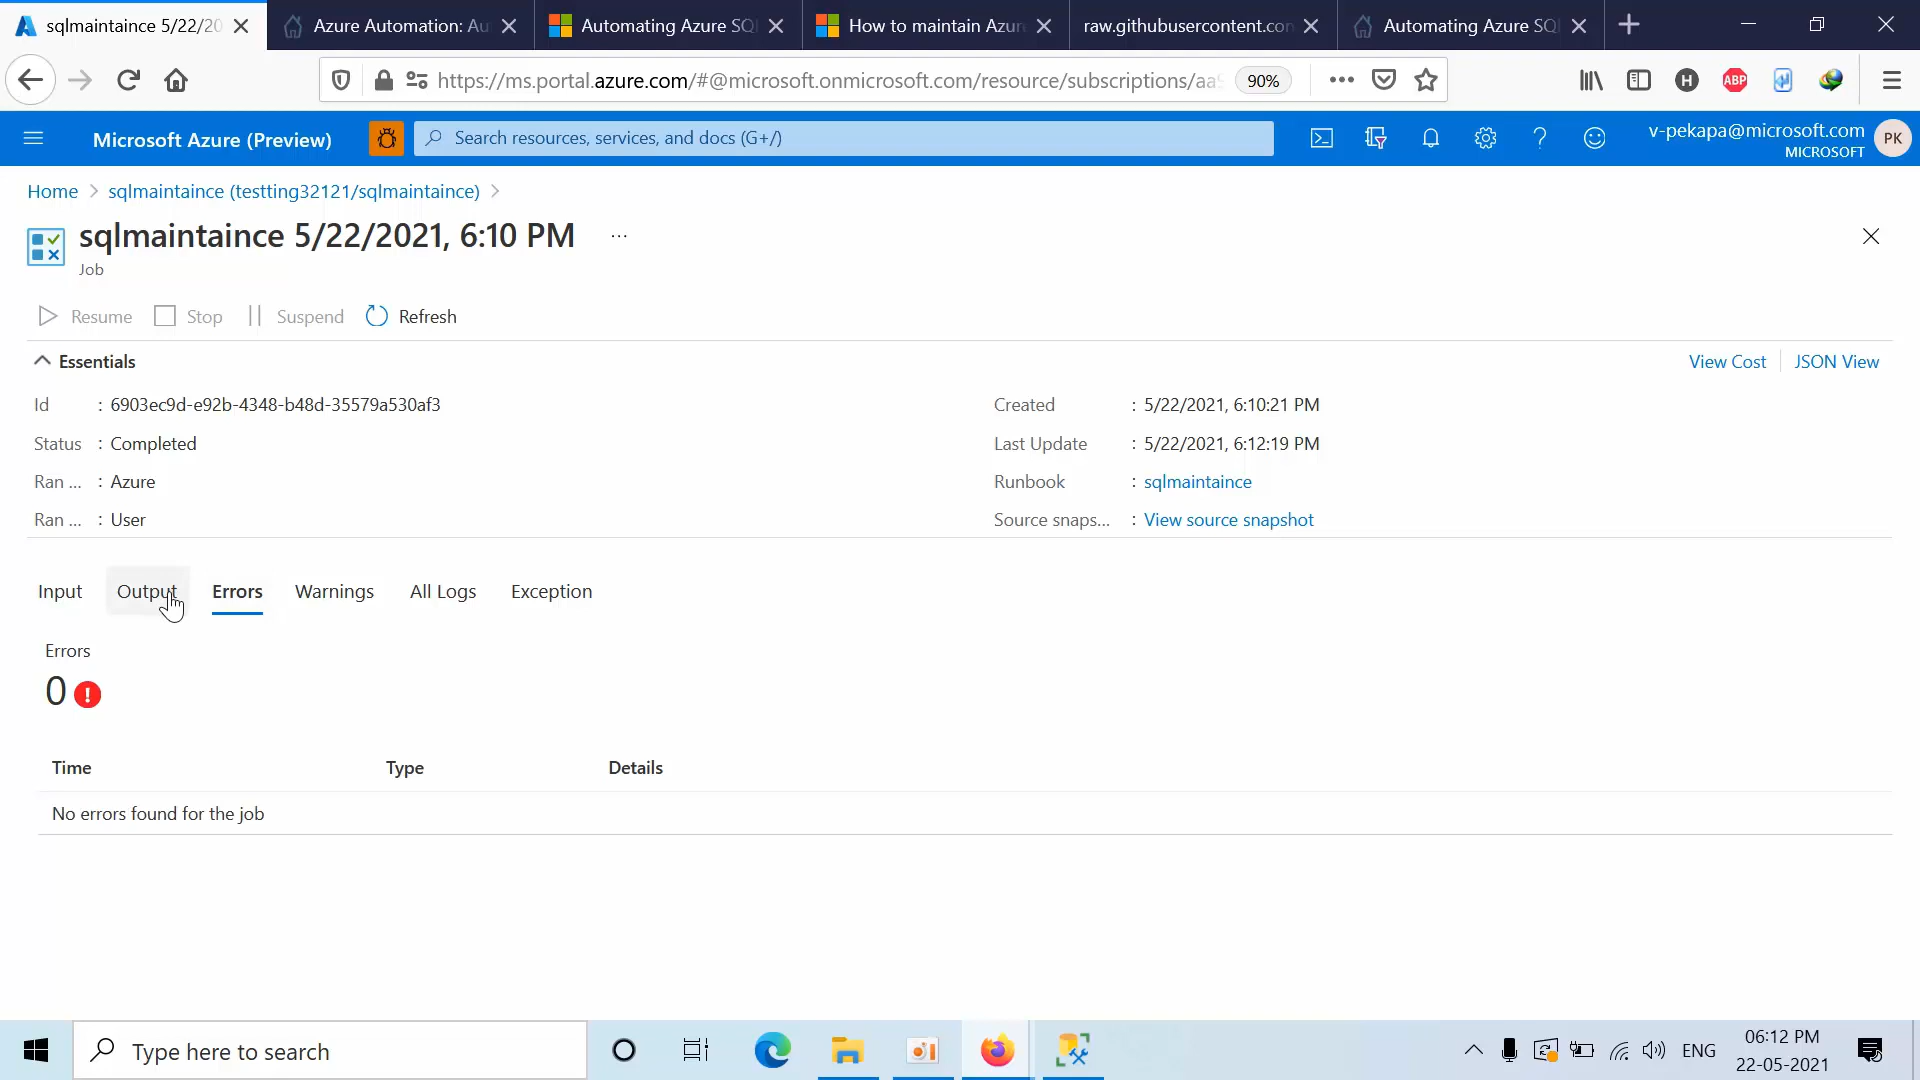 sqlmaintaince 5/22/20
Azure Automation: Au
Automating Azure SQ
How to maintain Azur
raw.githubusercontent.co
Automating Azure SQ
https://ms.portal.azure.com/#@microsoft.onmicrosoft.com/resource/subscriptions/aa
90%
H
ABP
Microsoft Azure (Preview)
Search resources, services, and docs (G+/)
v-pekapa@microsoft.com
MICROSOFT
PK
Home > sqlmaintaince (testting32121/sqlmaintaince) >
sqlmaintaince 5/22/2021, 6:10 PM ...
Job
Resume Stop Suspend Refresh
Essentials
View Cost JSON View
Id : 6903ec9d-e92b-4348-b48d-35579a530af3
Created : 5/22/2021, 6:10:21 PM
Status : Completed
Last Update : 5/22/2021, 6:12:19 PM
Ran ... : Azure
Runbook : sqlmaintaince
Ran ... : User
Source snaps... : View source snapshot
Input Output Errors Warnings All Logs Exception
Errors
0
Time Type Details
No errors found for the job
Type here to search
ENG
06:12 PM
22-05-2021